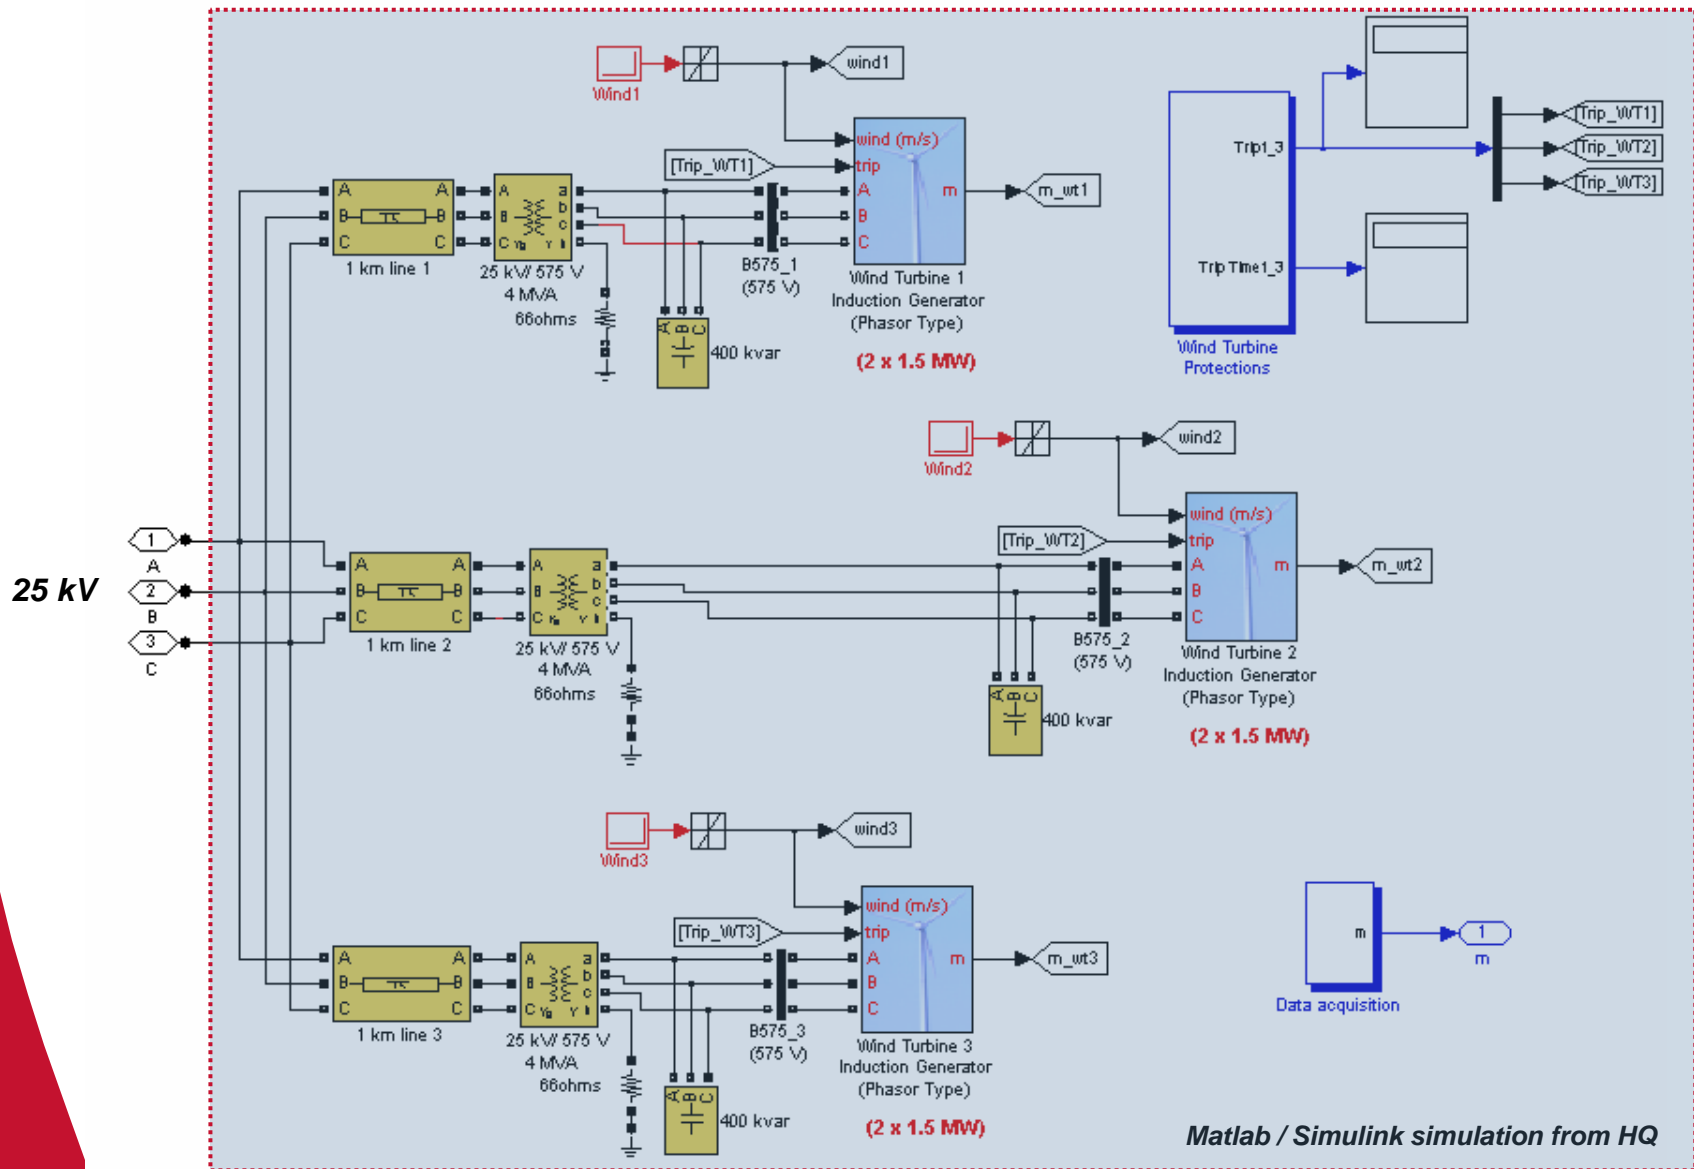 Wind1
wind1
wind (m/s)
[Trip_WT1]
trip
A
B
C
m
m_wt1
A
B
C
A
B
C
1 km line 1
A
B
C
a
b
c
25 kV/ 575 V
4 MVA
66ohms
A
B
C
400 kvar
B575_1
(575 V)
Wind Turbine 1
Induction Generator
(Phasor Type)
(2 x 1.5 MW)
Trip1_3
Trip Time1_3
Wind Turbine
Protections
[Trip_WT1]
[Trip_WT2]
[Trip_WT3]
25 kV
1
A
2
B
3
C
Wind2
wind2
wind (m/s)
[Trip_WT2]
trip
A
B
C
m
m_wt2
A
B
C
A
B
C
1 km line 2
A
B
C
a
b
c
25 kV/ 575 V
4 MVA
66ohms
A
B
C
400 kvar
B575_2
(575 V)
Wind Turbine 2
Induction Generator
(Phasor Type)
(2 x 1.5 MW)
Wind3
wind3
wind (m/s)
[Trip_WT3]
trip
A
B
C
m
m_wt3
A
B
C
A
B
C
1 km line 3
A
B
C
a
b
c
25 kV/ 575 V
4 MVA
66ohms
A
B
C
400 kvar
B575_3
(575 V)
Wind Turbine 3
Induction Generator
(Phasor Type)
(2 x 1.5 MW)
m
1
m
Data acquisition
Matlab / Simulink simulation from HQ